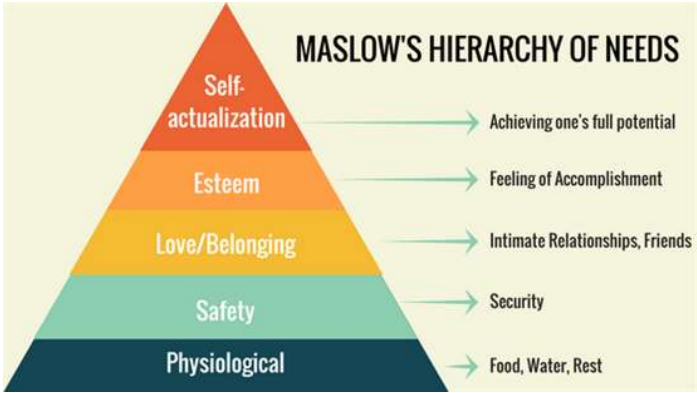 MASLOW'S HIERARCHY OF NEEDS
Self-
actualization
Achieving one's full potential
Esteem
Feeling of Accomplishment
Love/Belonging
Intimate Relationships, Friends
Safety
Security
Physiological
Food, Water, Rest